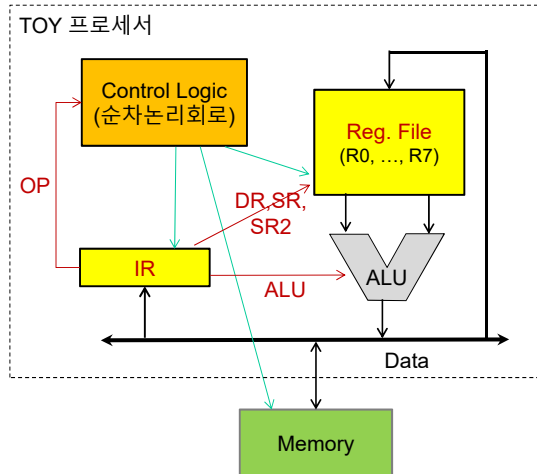 TOY 프로세서
Control Logic
(순차논리회로)
Reg. File
(R0, …, R7)
OP
DR,SR,
SR2
IR
ALU
ALU
Data
Memory